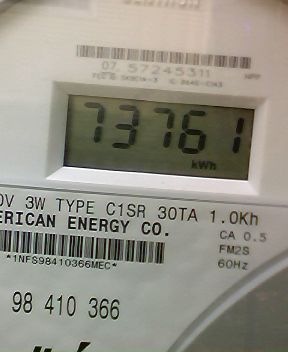 07 57245311
73761
kWh
0V 3W TYPE C1SR 30TA 1.0Kh
ERICAN ENERGY CO.
CA 0.5
FM2S
60Hz
*1NFS98410366MEC*
98 410 366